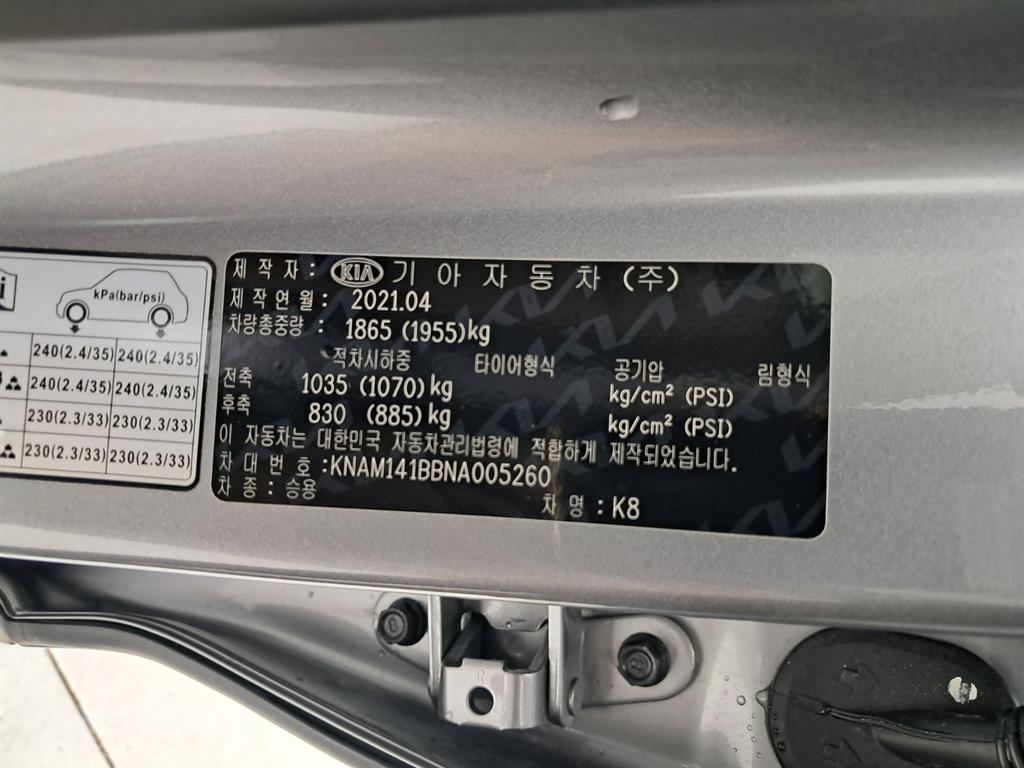 kPa(bar/psi)
240(2.4/35) 240(2.4/35)
240(2.4/35) 240(2.4/35)
230(2.3/33) 230(2.3/33)
230(2.3/33) 230(2.3/33)
제 작 자 : KIA 기 아 자 동 차 (주)
제 작 연 월 : 2021.04
차량총중량 : 1865 (1955)kg
적차시하중 타이어형식 공기압 림형식
전축 1035 (1070)kg kg/cm² (PSI)
후축 830 (885)kg kg/cm² (PSI)
이 자동차는 대한민국 자동차관리법령에 적합하게 제작되었습니다.
차 대 번 호 :KNAM141BBNA005260
차 종 : 승용 차 명 : K8
R